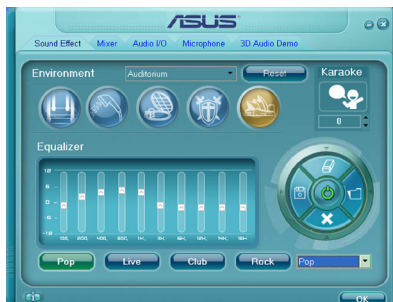 ASUS
Sound Effect Mixer Audio I/O Microphone 3D Audio Demo
Environment Auditorium Reset Karaoke
0
Equalizer
Pop Live Club Rock Pop
OK